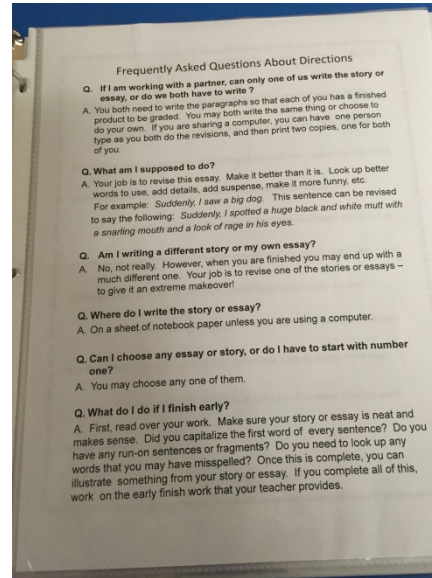 Frequently Asked Questions About Directions
Q. If I am working with a partner, can only one of us write the story or
essay, or do we both have to write ?
A. You both need to write the paragraphs so that each of you has a finished
product to be graded. You may both write the same thing or choose to
do your own. If you are sharing a computer, you can have one person
type as you both do the revisions, and then print two copies, one for both
of you.
Q. What am I supposed to do?
A. Your job is to revise this essay. Make it better than it is. Look up better
words to use, add details, add suspense, make it more funny, etc.
For example: Suddenly, I saw a big dog. This sentence can be revised
to say the following: Suddenly, I spotted a huge black and white mutt with
a snarling mouth and a look of rage in his eyes.
Q. Am I writing a different story or my own essay?
A. No, not really. However, when you are finished you may end up with a
much different one. Your job is to revise one of the stories or essays –
to give it an extreme makeover!
Q. Where do I write the story or essay?
A. On a sheet of notebook paper unless you are using a computer.
Q. Can I choose any essay or story, or do I have to start with number
one?
A. You may choose any one of them.
Q. What do I do if I finish early?
A. First, read over your work. Make sure your story or essay is neat and
makes sense. Did you capitalize the first word of every sentence? Do you
have any run-on sentences or fragments? Do you need to look up any
words that you may have misspelled? Once this is complete, you can
illustrate something from your story or essay. If you complete all of this,
work on the early finish work that your teacher provides.